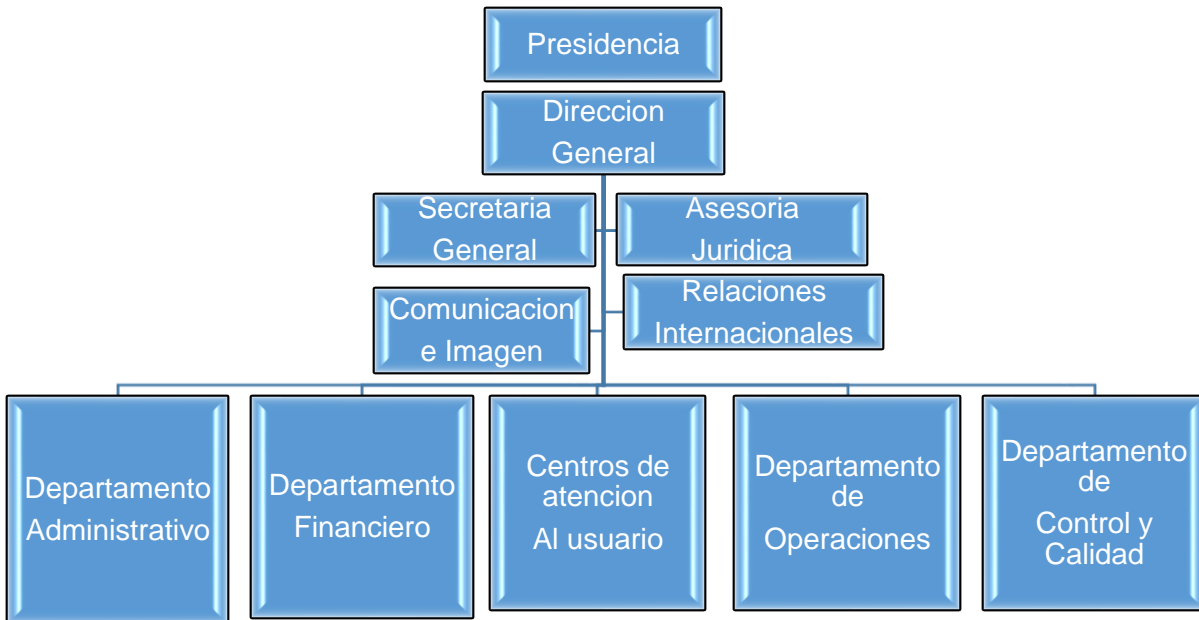 Presidencia
Direccion
General
Secretaria
General
Asesoria
Juridica
Comunicacion
e Imagen
Relaciones
Internacionales
Departamento
Administrativo
Departamento
Financiero
Centros de
atencion
Al usuario
Departamento
de
Operaciones
Departamento
de
Control y
Calidad